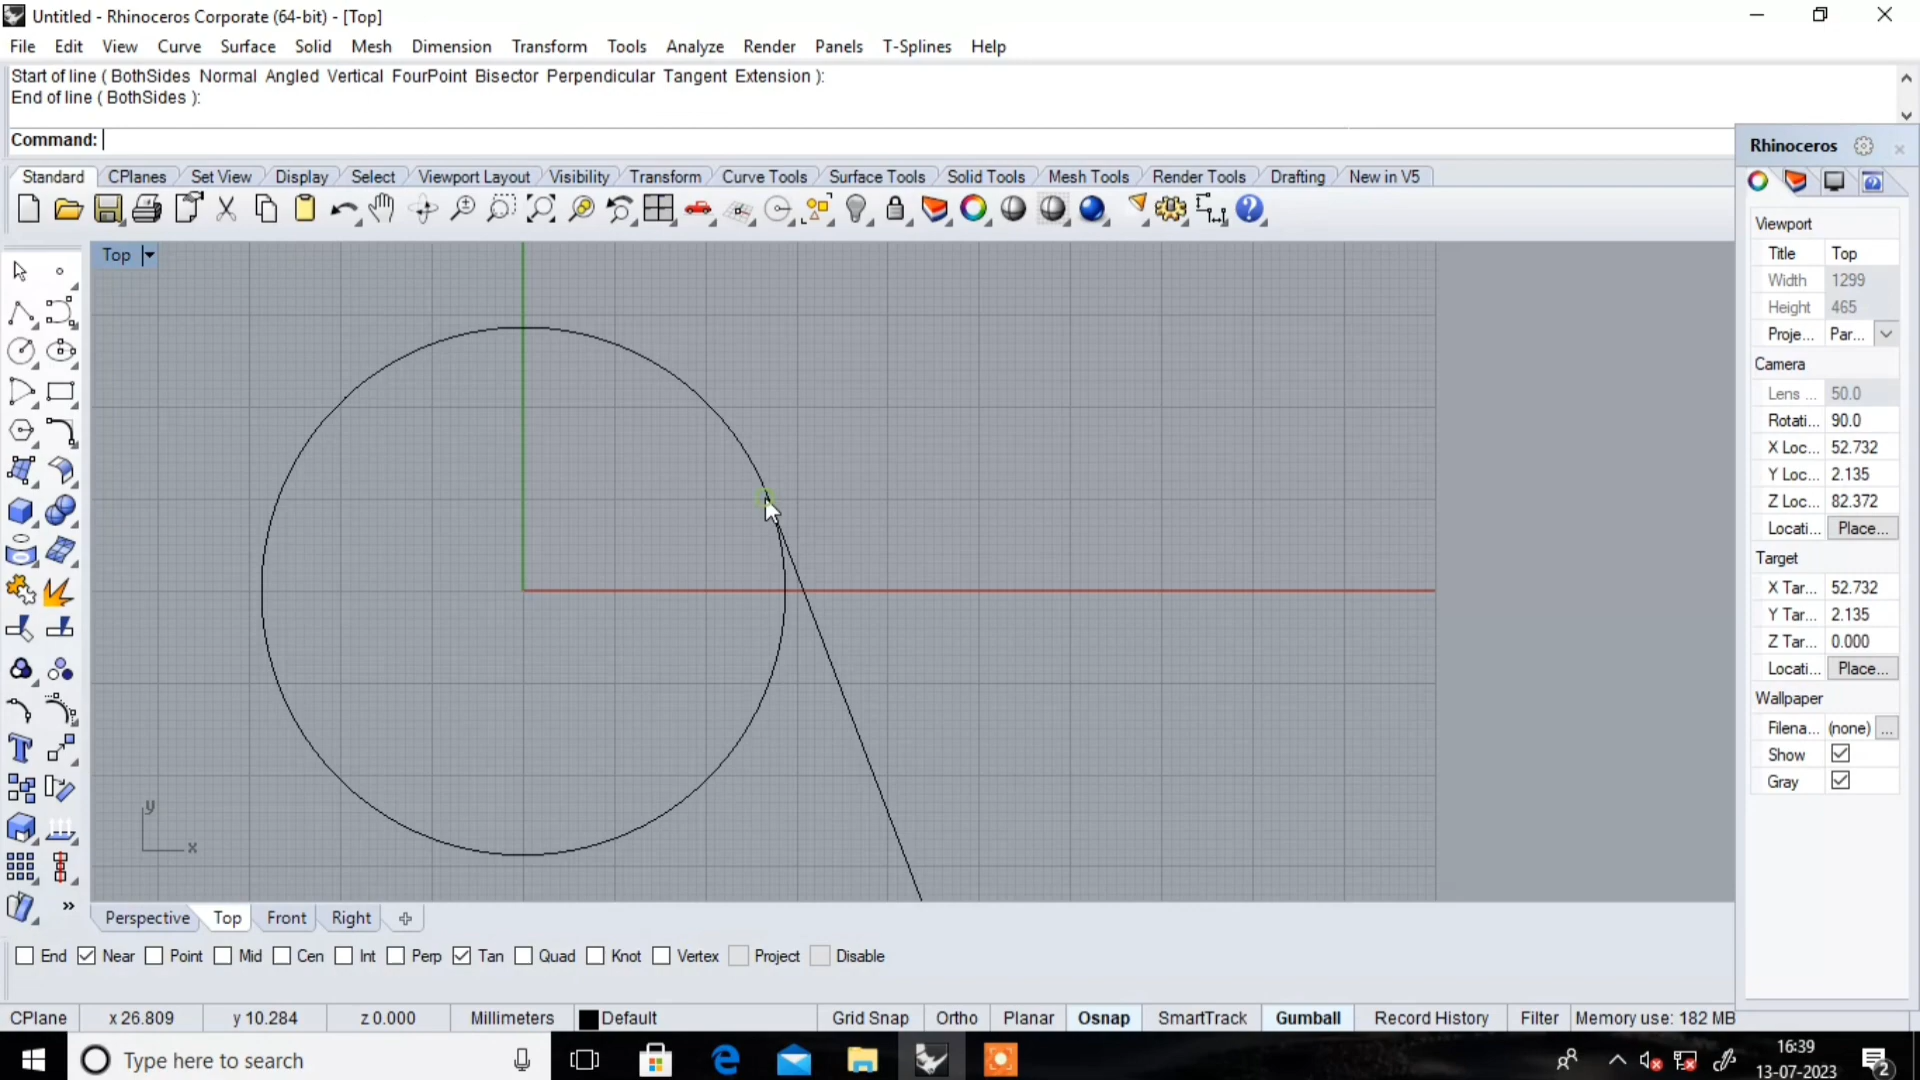 Untitled - Rhinoceros Corporate (64-bit) - [Top]
File Edit View Curve Surface Solid Mesh Dimension Transform Tools Analyze Render Panels T-Splines Help
Start of line ( BothSides Normal Angled Vertical FourPoint Bisector Perpendicular Tangent Extension ):
End of line ( BothSides ):
Command:
Rhinoceros
Standard CPlanes Set View Display Select Viewport Layout Visibility Transform Curve Tools Surface Tools Solid Tools Mesh Tools Render Tools Drafting New in V5
Viewport
Title Top
Width 1299
Height 465
Proje... Par...
Camera
Lens ... 50.0
Rotati... 90.0
X Loc... 52.732
Y Loc... 2.135
Z Loc... 82.372
Locati... Place...
Target
X Tar... 52.732
Y Tar... 2.135
Z Tar... 0.000
Locati... Place...
Wallpaper
Filena... (none) ...
Show
Gray
Top
y
x
Perspective Top Front Right
End Near Point Mid Cen Int Perp Tan Quad Knot Vertex Project Disable
CPlane x 26.809 y 10.284 z 0.000 Millimeters Default Grid Snap Ortho Planar Osnap SmartTrack Gumball Record History Filter Memory use: 182 MB
Type here to search
16:39
13-07-2023
2